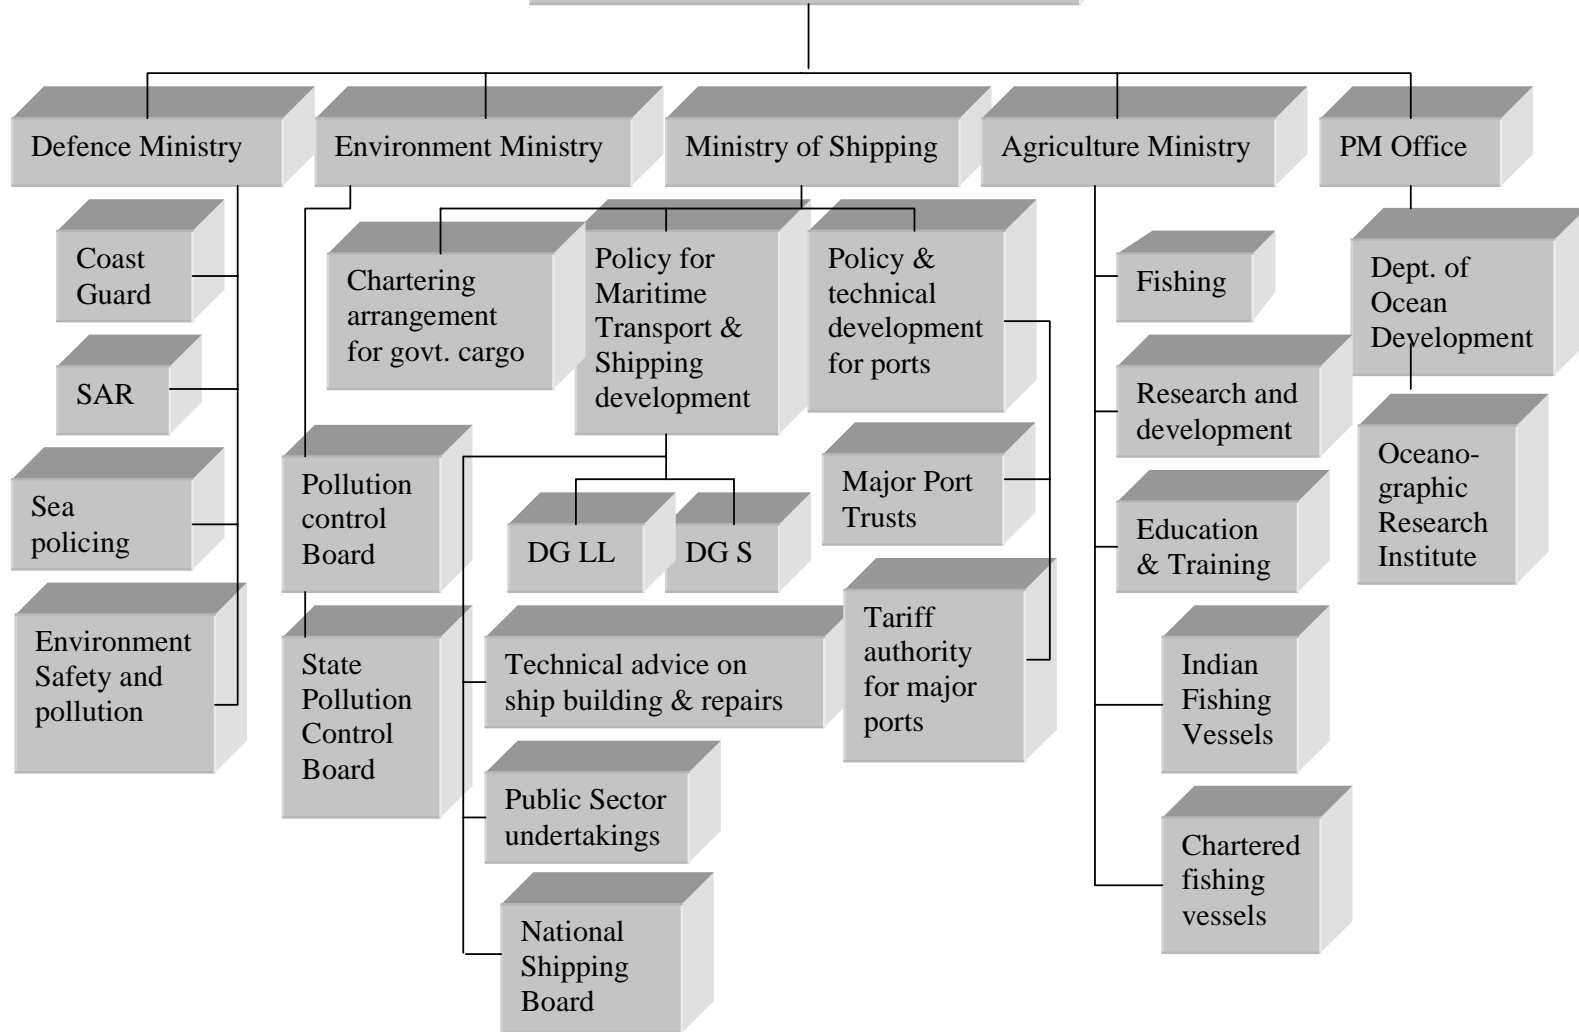 Defence Ministry
Environment Ministry
Ministry of Shipping
Agriculture Ministry
PM Office
Coast
Guard
SAR
Sea
policing
Environment
Safety and
pollution
Pollution
control
Board
State
Pollution
Control
Board
Chartering
arrangement
for govt. cargo
Policy for
Maritime
Transport &
Shipping
development
DG LL
DG S
Technical advice on
ship building & repairs
Public Sector
undertakings
National
Shipping
Board
Policy &
technical
development
for ports
Major Port
Trusts
Tariff
authority
for major
ports
Fishing
Research and
development
Education
& Training
Indian
Fishing
Vessels
Chartered
fishing
vessels
Dept. of
Ocean
Development
Oceano-
graphic
Research
Institute